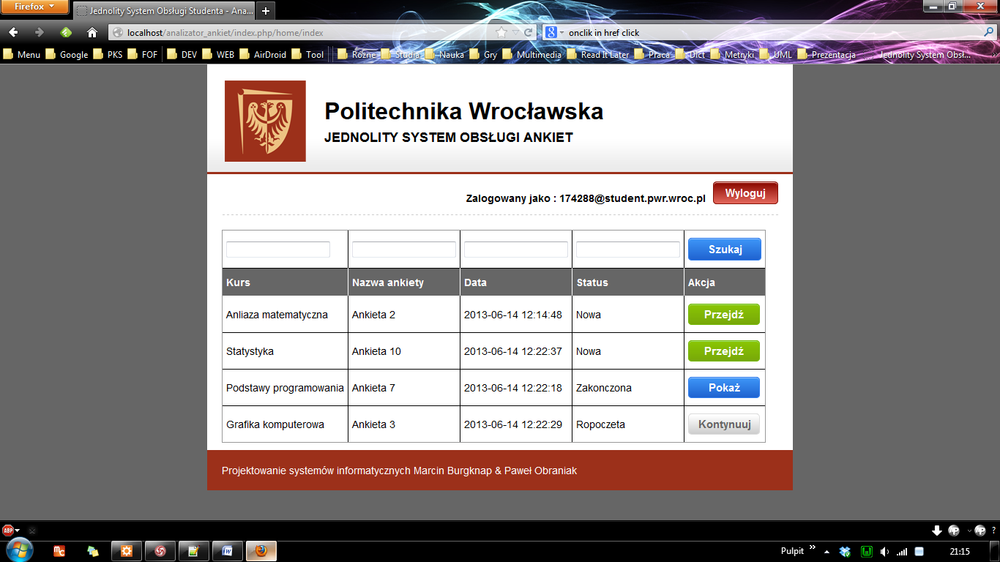 Firefox
Jednolity System Obsługi Studenta - Ana...
localhost/analizator_ankiet/index.php/home/index
onclik in href click
Menu Google PKS FOF DEV WEB AirDroid Tool Różne Studia Nauka Gry Multimedia Read It Later Praca Dict Metryki UML Prezentacja Jednolity System Obsł...
Politechnika Wrocławska
JEDNOLITY SYSTEM OBSŁUGI ANKIET
Zalogowany jako : 174288@student.pwr.wroc.pl Wyloguj
Szukaj
Kurs Nazwa ankiety Data Status Akcja
Anliaza matematyczna Ankieta 2 2013-06-14 12:14:48 Nowa Przejdź
Statystyka Ankieta 10 2013-06-14 12:22:37 Nowa Przejdź
Podstawy programowania Ankieta 7 2013-06-14 12:22:18 Zakonczona Pokaż
Grafika komputerowa Ankieta 3 2013-06-14 12:22:29 Ropoczeta Kontynuuj
Projektowanie systemów informatycznych Marcin Burgknap & Paweł Obraniak
ABP
Pulpit 21:15